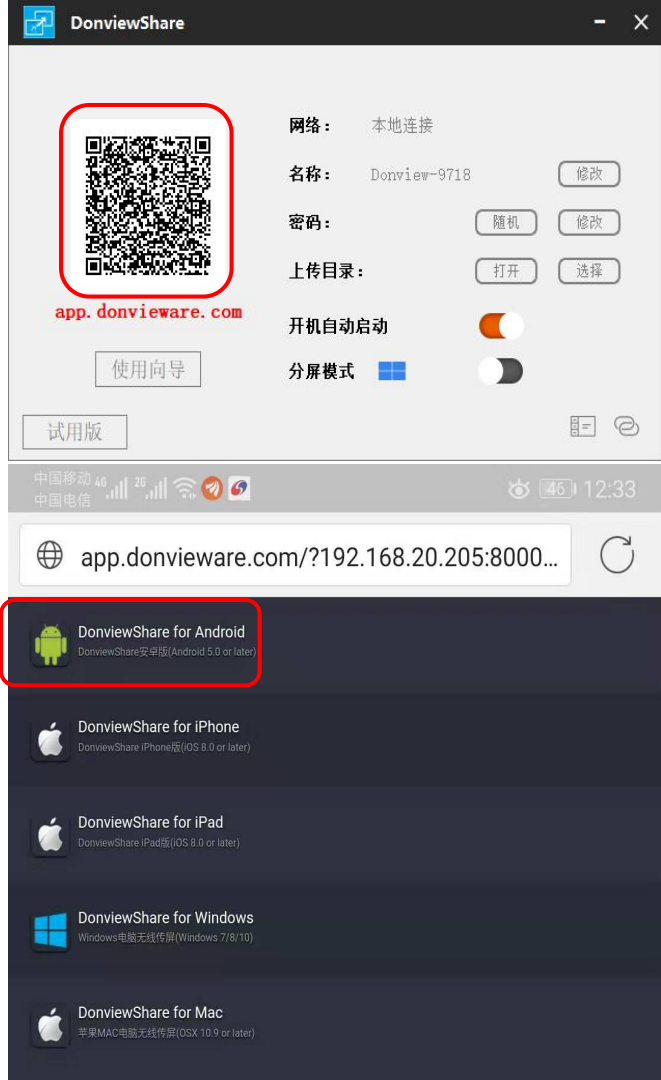 DonviewShare
网络： 本地连接
名称： Donview-9718 修改
密码： 随机 修改
上传目录： 打开 选择
app.donvieware.com
开机自动启动
使用向导
分屏模式
试用版
中国移动 4G 2G 46 12:33
中国电信
app.donvieware.com/?192.168.20.205:8000...
DonviewShare for Android
DonviewShare安卓版(Android 5.0 or later)
DonviewShare for iPhone
DonviewShare iPhone版(iOS 8.0 or later)
DonviewShare for iPad
DonviewShare iPad版(iOS 8.0 or later)
DonviewShare for Windows
Windows电脑无线传屏(Windows 7/8/10)
DonviewShare for Mac
苹果MAC电脑无线传屏(OSX 10.9 or later)